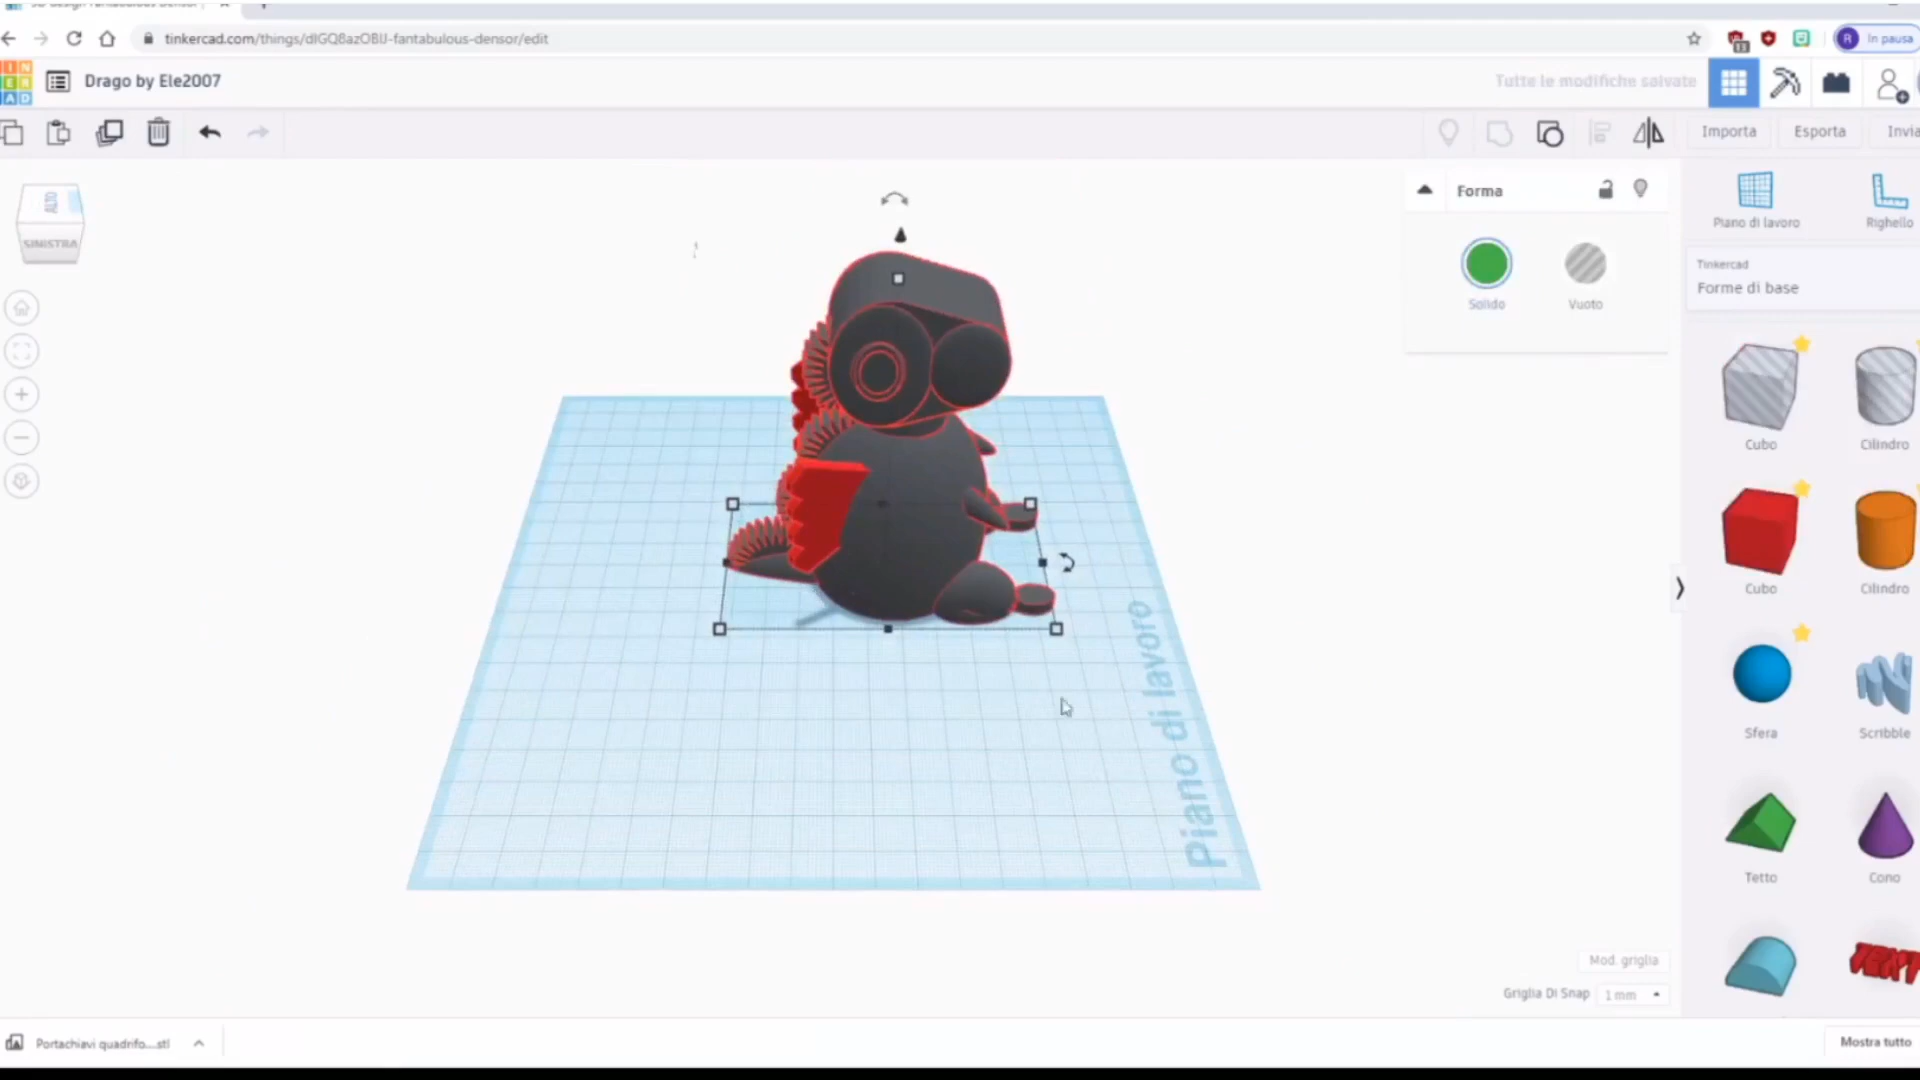 tinkercad.com/things/dIGQ8azOBIJ-fantabulous-densor/edit
In pausa
R
Drago by Ele2007
Tutte le modifiche salvate
Importa
Esporta
Invia
ALTO
SINISTRA
Forma
Solido
Vuoto
Piano di lavoro
Righello
Tinkercad
Forme di base
Cubo
Cilindro
Cubo
Cilindro
Sfera
Scribble
Tetto
Cono
TEXT
Piano di lavoro
Mod. griglia
Griglia Di Snap
1 mm
Portachiavi quadrifo....stl
Mostra tutto